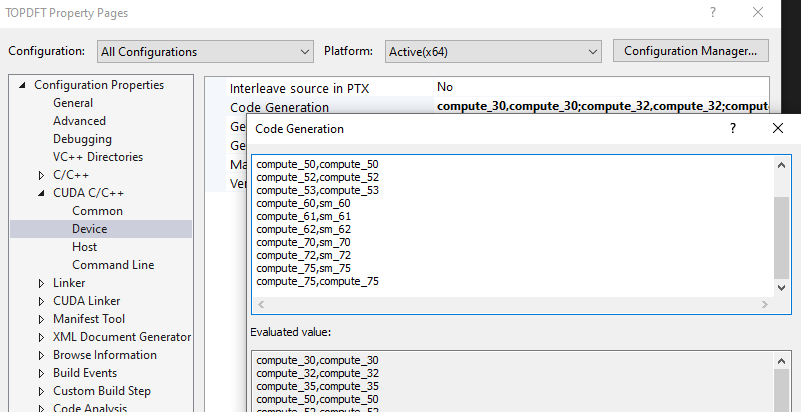 TOPDFT Property Pages
Configuration: All Configurations Platform: Active(x64) Configuration Manager...
Configuration Properties
General
Advanced
Debugging
VC++ Directories
C/C++
CUDA C/C++
Common
Device
Host
Command Line
Linker
CUDA Linker
Manifest Tool
XML Document Generator
Browse Information
Build Events
Custom Build Step
Code Analysis
Interleave source in PTX No
Code Generation compute_30,compute_30;compute_32,compute_32;comput
Ge
Ge
Ma
Ver
Code Generation
compute_50,compute_50
compute_52,compute_52
compute_53,compute_53
compute_60,sm_60
compute_61,sm_61
compute_62,sm_62
compute_70,sm_70
compute_72,sm_72
compute_75,sm_75
compute_75,compute_75
Evaluated value:
compute_30,compute_30
compute_32,compute_32
compute_35,compute_35
compute_50,compute_50
compute_52,compute_52